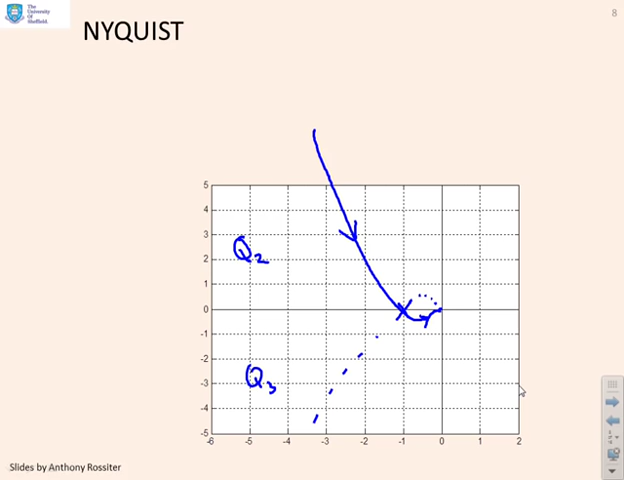 The
University
Of
Sheffield.
NYQUIST
8
5
4
3
2
1
0
-1
-2
-3
-4
-5
-6 -5 -4 -3 -2 -1 0 1 2
Q2
Q3
Slides by Anthony Rossiter